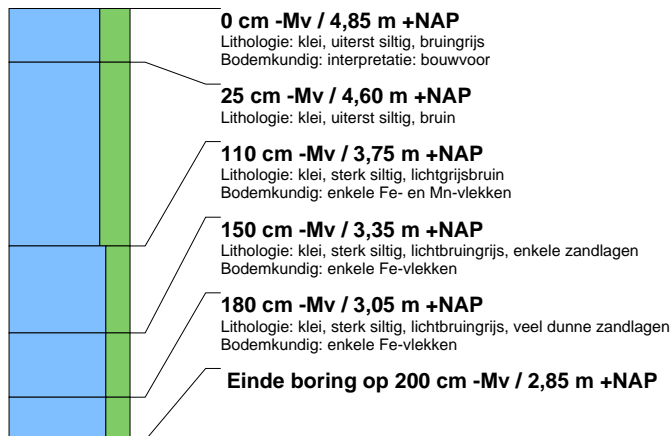 0 cm -Mv / 4,85 m +NAP
Lithologie: klei, uiterst siltig, bruingrijs
Bodemkundig: interpretatie: bouwvoor
25 cm -Mv / 4,60 m +NAP
Lithologie: klei, uiterst siltig, bruin
110 cm -Mv / 3,75 m +NAP
Lithologie: klei, sterk siltig, lichtgrijsbruin
Bodemkundig: enkele Fe- en Mn-vlekken
150 cm -Mv / 3,35 m +NAP
Lithologie: klei, sterk siltig, lichtbruingrijs, enkele zandlagen
Bodemkundig: enkele Fe-vlekken
180 cm -Mv / 3,05 m +NAP
Lithologie: klei, sterk siltig, lichtbruingrijs, veel dunne zandlagen
Bodemkundig: enkele Fe-vlekken
Einde boring op 200 cm -Mv / 2,85 m +NAP